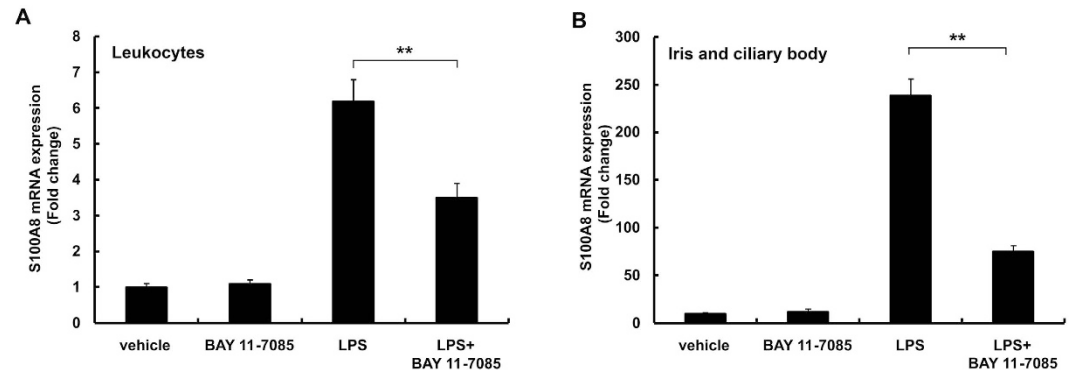 A
Leukocytes
S100A8 mRNA expression
(Fold change)
8
7
6
5
4
3
2
1
0
**
vehicle
BAY 11-7085
LPS
LPS+
BAY 11-7085
B
Iris and ciliary body
S100A8 mRNA expression
(Fold change)
300
250
200
150
100
50
0
**
vehicle
BAY 11-7085
LPS
LPS+
BAY 11-7085